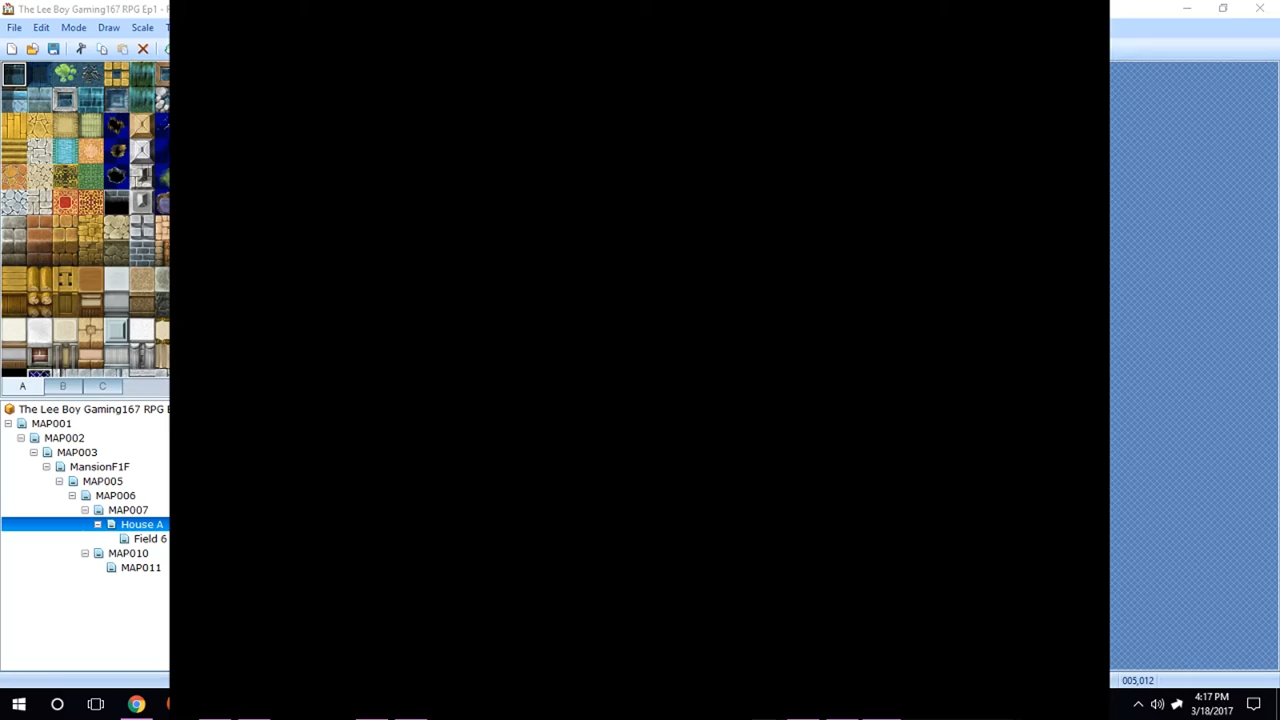 The Lee Boy Gaming167 RPG Ep1 -
File Edit Mode Draw Scale
A B C
The Lee Boy Gaming167 RPG
MAP001
MAP002
MAP003
MansionF1F
MAP005
MAP006
MAP007
House A
Field 6
MAP010
MAP011
005,012
4:17 PM
3/18/2017